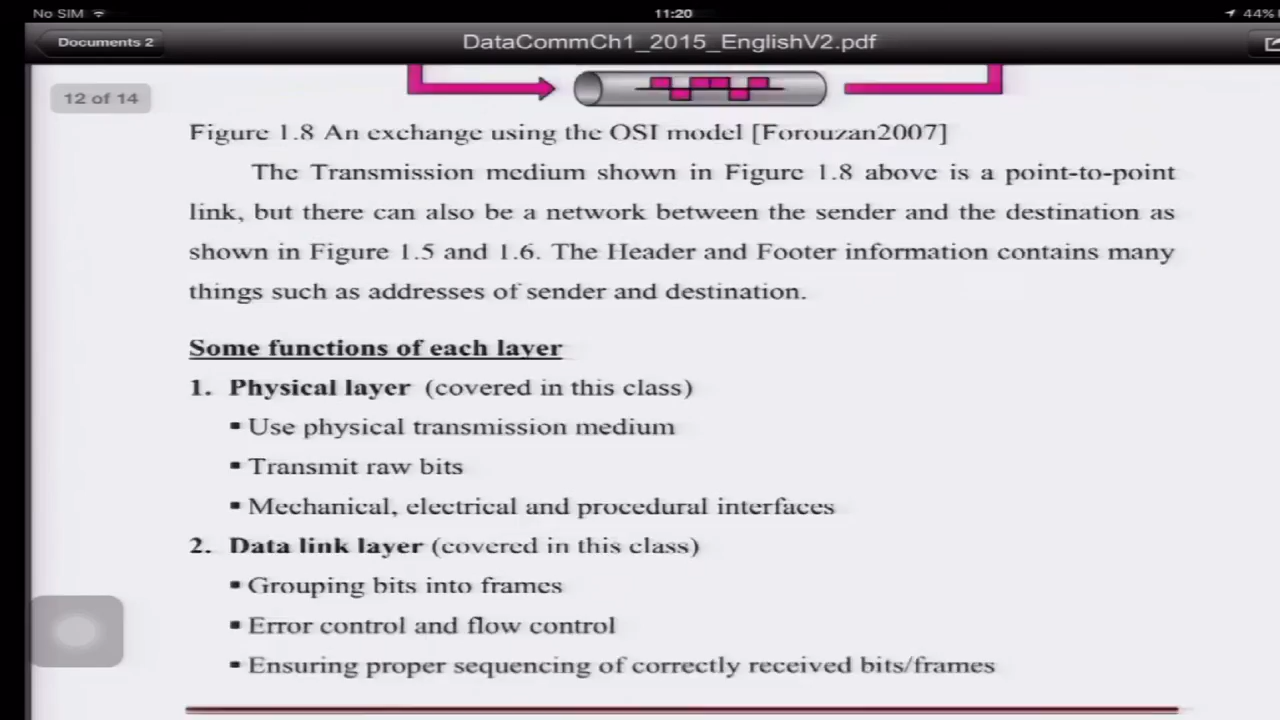 No SIM 11:20 44%
Documents 2 DataCommCh1_2015_EnglishV2.pdf
12 of 14
Figure 1.8 An exchange using the OSI model [Forouzan2007]
The Transmission medium shown in Figure 1.8 above is a point-to-point
link, but there can also be a network between the sender and the destination as
shown in Figure 1.5 and 1.6. The Header and Footer information contains many
things such as addresses of sender and destination.
Some functions of each layer
1. Physical layer (covered in this class)
▪ Use physical transmission medium
▪ Transmit raw bits
▪ Mechanical, electrical and procedural interfaces
2. Data link layer (covered in this class)
▪ Grouping bits into frames
▪ Error control and flow control
▪ Ensuring proper sequencing of correctly received bits/frames